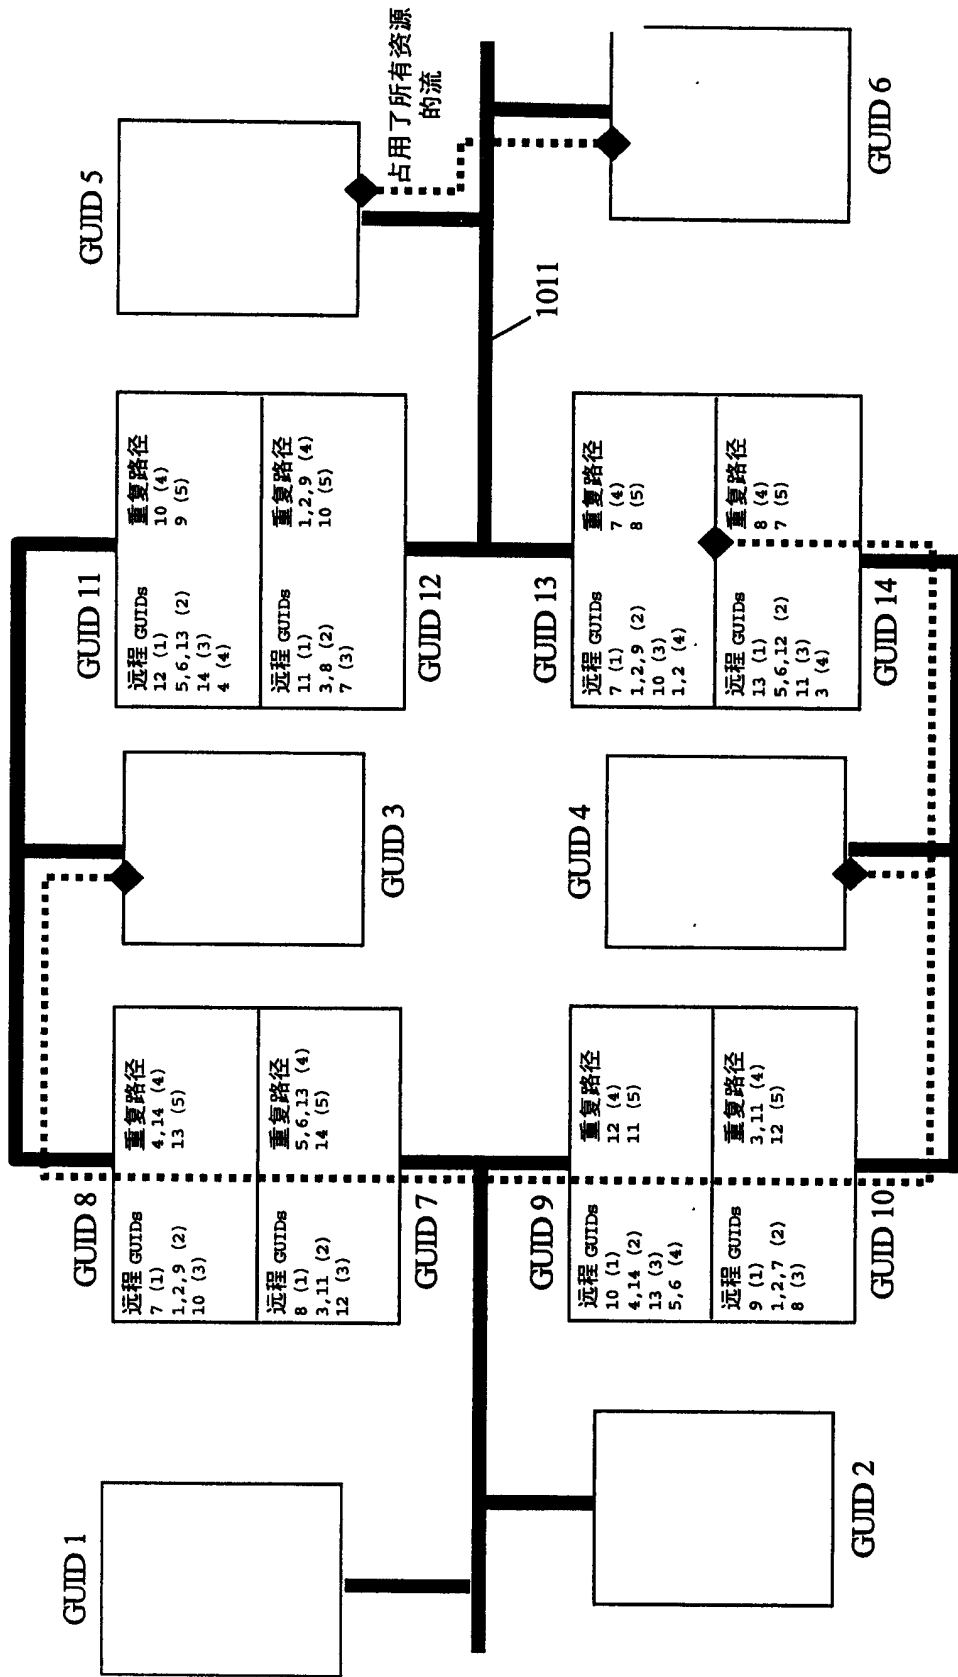 GUID 1
GUID 8
远程 GUIDs
7 (1)
1,2,9 (2)
10 (3)
重复路径
4,14 (4)
13 (5)
远程 GUIDs
8 (1)
3,11 (2)
12 (3)
重复路径
5,6,13 (4)
14 (5)
GUID 7
GUID 3
GUID 11
远程 GUIDs
12 (1)
5,6,13 (2)
14 (3)
4 (4)
重复路径
10 (4)
9 (5)
远程 GUIDs
11 (1)
3,8 (2)
7 (3)
重复路径
1,2,9 (4)
10 (5)
GUID 12
GUID 5
占用了所有资源
的流
1011
GUID 2
GUID 9
远程 GUIDs
10 (1)
4,14 (2)
13 (3)
5,6 (4)
重复路径
12 (4)
11 (5)
远程 GUIDs
9 (1)
1,2,7 (2)
8 (3)
重复路径
3,11 (4)
12 (5)
GUID 10
GUID 4
GUID 13
远程 GUIDs
7 (1)
1,2,9 (2)
10 (3)
1,2 (4)
重复路径
7 (4)
8 (5)
远程 GUIDs
13 (1)
5,6,12 (2)
11 (3)
3 (4)
重复路径
8 (4)
7 (5)
GUID 14
GUID 6